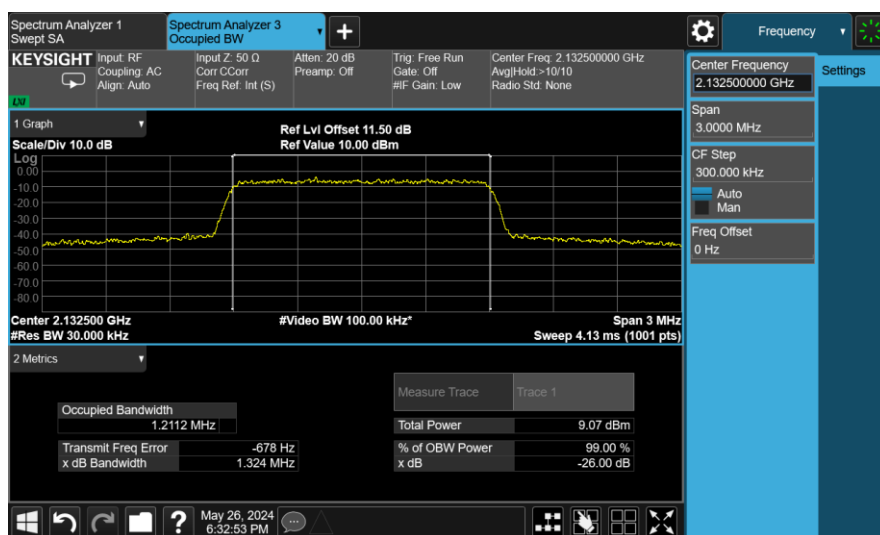 Spectrum Analyzer 1
Swept SA
Spectrum Analyzer 3
Occupied BW
+
Frequency
KEYSIGHT
Input: RF
Coupling: AC
Align: Auto
Input Z: 50 Ω
Corr CCorr
Freq Ref: Int (S)
Atten: 20 dB
Preamp: Off
Trig: Free Run
Gate: Off
#IF Gain: Low
Center Freq: 2.132500000 GHz
Avg|Hold:>10/10
Radio Std: None
LXI
Center Frequency
2.132500000 GHz
Settings
Span
3.0000 MHz
CF Step
300.000 kHz
Auto
Man
Freq Offset
0 Hz
1 Graph
Scale/Div 10.0 dB
Ref Lvl Offset 11.50 dB
Ref Value 10.00 dBm
Log
0.00
-10.0
-20.0
-30.0
-40.0
-50.0
-60.0
-70.0
-80.0
Center 2.132500 GHz
#Video BW 100.00 kHz*
Span 3 MHz
#Res BW 30.000 kHz
Sweep 4.13 ms (1001 pts)
2 Metrics
Measure Trace
Trace 1
Occupied Bandwidth
1.2112 MHz
Total Power
9.07 dBm
Transmit Freq Error
-678 Hz
% of OBW Power
99.00 %
x dB Bandwidth
1.324 MHz
x dB
-26.00 dB
?
May 26, 2024
6:32:53 PM